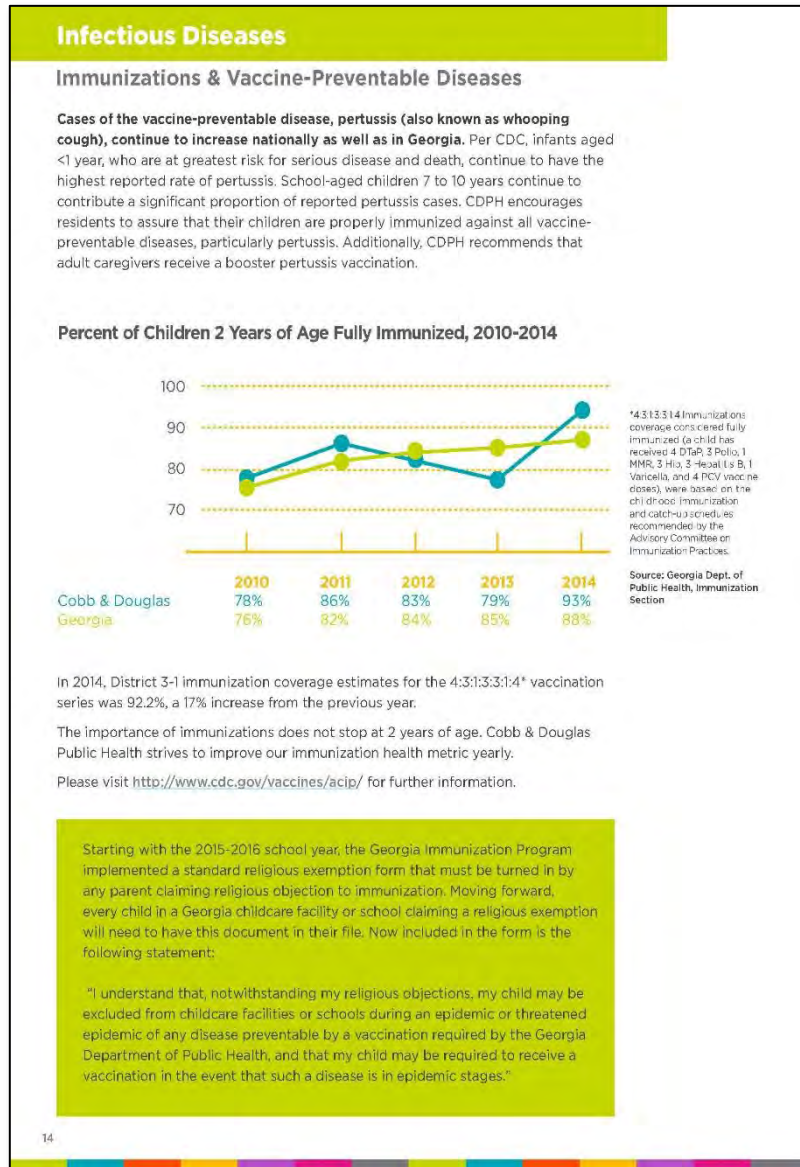 Infectious Diseases
Immunizations & Vaccine-Preventable Diseases
Cases of the vaccine-preventable disease, pertussis (also known as whooping
cough), continue to increase nationally as well as in Georgia. Per CDC, infants aged
<1 year, who are at greatest risk for serious disease and death, continue to have the
highest reported rate of pertussis. School-aged children 7 to 10 years continue to
contribute a significant proportion of reported pertussis cases. CDPH encourages
residents to assure that their children are properly immunized against all vaccine-
preventable diseases, particularly pertussis. Additionally, CDPH recommends that
adult caregivers receive a booster pertussis vaccination.
Percent of Children 2 Years of Age Fully Immunized, 2010-2014
100
90
80
70
2010 2011 2012 2013 2014
Cobb & Douglas 78% 86% 83% 79% 93%
Georgia 76% 82% 84% 85% 88%
*4:3:1:3:3:1:4 Immunizations
coverage considered fully
immunized (a child has
received 4 DTaP, 3 Polio, 1
MMR, 3 Hib, 3 Hepatitis B, 1
Varicella, and 4 PCV vaccine
doses), were based on the
childhood immunization
and catch-up schedules
recommended by the
Advisory Committee on
Immunization Practices.
Source: Georgia Dept. of
Public Health, Immunization
Section
In 2014, District 3-1 immunization coverage estimates for the 4:3:1:3:3:1:4* vaccination
series was 92.2%, a 17% increase from the previous year.
The importance of immunizations does not stop at 2 years of age. Cobb & Douglas
Public Health strives to improve our immunization health metric yearly.
Please visit http://www.cdc.gov/vaccines/acip/ for further information.
Starting with the 2015-2016 school year, the Georgia Immunization Program
implemented a standard religious exemption form that must be turned in by
any parent claiming religious objection to immunization. Moving forward,
every child in a Georgia childcare facility or school claiming a religious exemption
will need to have this document in their file. Now included in the form is the
following statement:
"I understand that, notwithstanding my religious objections, my child may be
excluded from childcare facilities or schools during an epidemic or threatened
epidemic of any disease preventable by a vaccination required by the Georgia
Department of Public Health, and that my child may be required to receive a
vaccination in the event that such a disease is in epidemic stages."
14